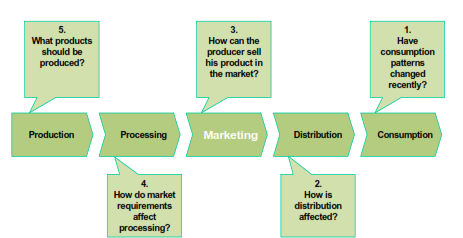 5.
What products
should be
produced?
3.
How can the
producer sell
his product in
the market?
1.
Have
consumption
patterns
changed
recently?
Production
Processing
Marketing
Distribution
Consumption
4.
How do market
requirements
affect
processing?
2.
How is
distribution
affected?